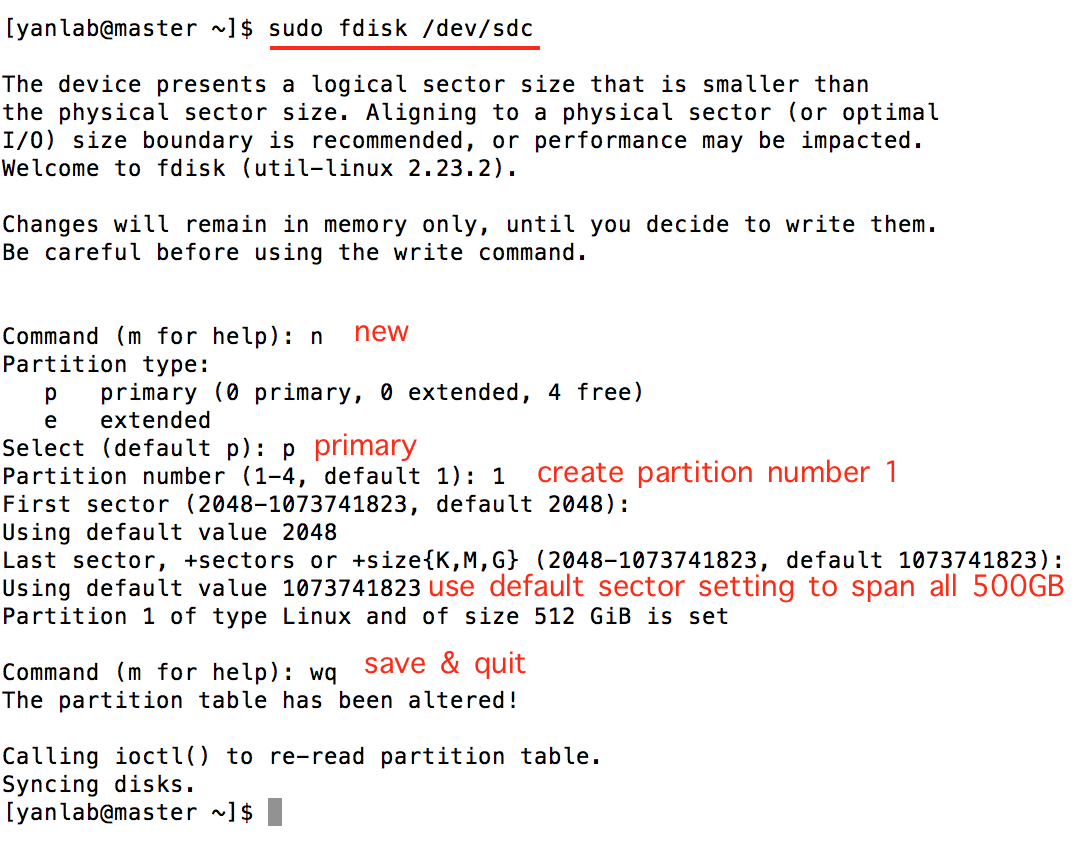 [yanlab@master ~]$ sudo fdisk /dev/sdc
The device presents a logical sector size that is smaller than
the physical sector size. Aligning to a physical sector (or optimal
I/O) size boundary is recommended, or performance may be impacted.
Welcome to fdisk (util-linux 2.23.2).
Changes will remain in memory only, until you decide to write them.
Be careful before using the write command.
Command (m for help): n new
Partition type:
p primary (0 primary, 0 extended, 4 free)
e extended
Select (default p): p primary
Partition number (1-4, default 1): 1 create partition number 1
First sector (2048-1073741823, default 2048):
Using default value 2048
Last sector, +sectors or +size{K,M,G} (2048-1073741823, default 1073741823):
Using default value 1073741823 use default sector setting to span all 500GB
Partition 1 of type Linux and of size 512 GiB is set
Command (m for help): wq save & quit
The partition table has been altered!
Calling ioctl() to re-read partition table.
Syncing disks.
[yanlab@master ~]$